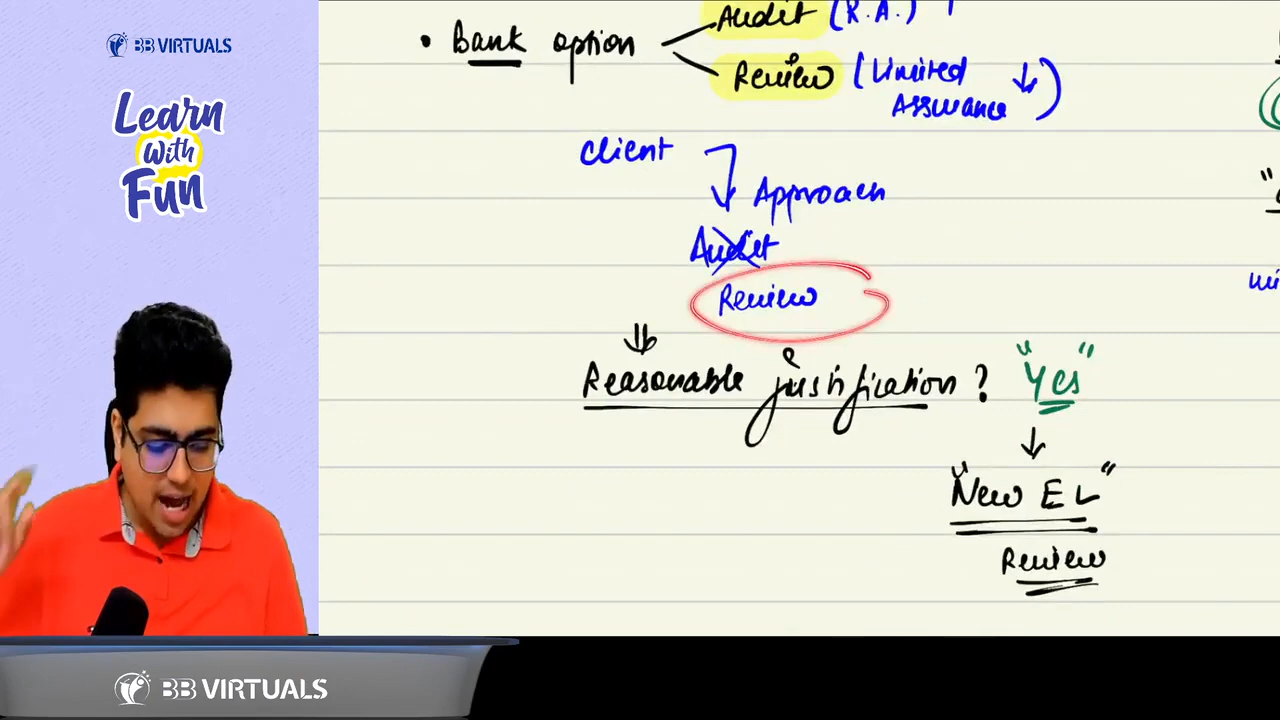 BB VIRTUALS
Learn
With
Fun
Audit (R.A.)
• Bank option
Review (Limited
Assurance ↓)
Client
↓ Approach
Audit
Review
⇓
Reasonable justification ? "Yes"
↓
"New EL"
Review
BB VIRTUALS